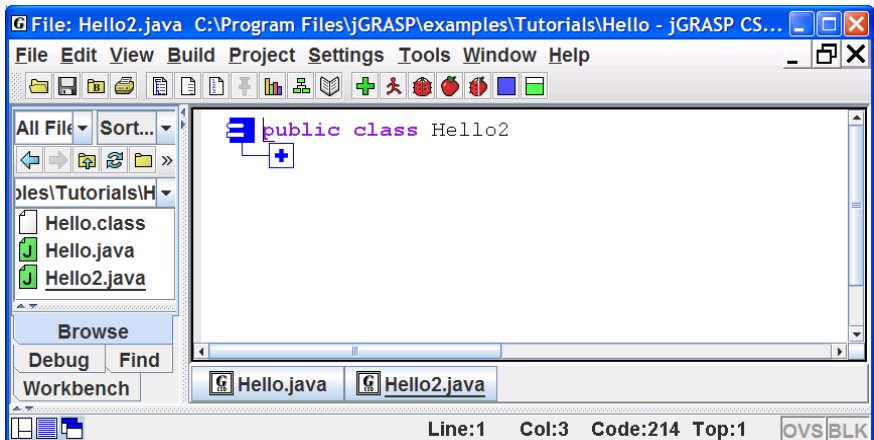 File: Hello2.java C:\Program Files\jGRASP\examples\Tutorials\Hello - jGRASP CS...
File Edit View Build Project Settings Tools Window Help
All File Sort...
ples\Tutorials\H
Hello.class
Hello.java
Hello2.java
Browse
Debug Find
Workbench
public class Hello2
Hello.java Hello2.java
Line:1 Col:3 Code:214 Top:1 OVS BLK